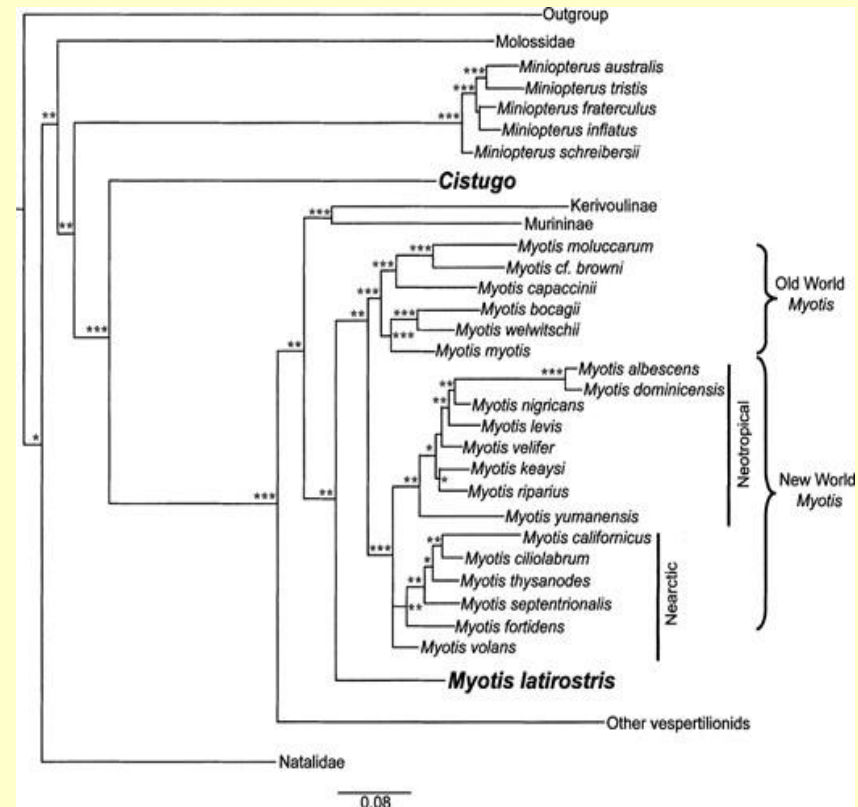 Outgroup
Molossidae
***
Miniopterus australis
***
Miniopterus tristis
**
***
Miniopterus fraterculus
Miniopterus inflatus
Miniopterus schreibersii
Cistugo
**
***
Kerivoulinae
Murininae
***
Myotis moluccarum
***
Myotis cf. browni
Old World
Myotis
***
Myotis capaccinii
**
***
Myotis bocagii
***
Myotis welwitschii
***
**
Myotis myotis
***
Myotis albescens
**
Myotis dominicensis
**
Myotis nigricans
Myotis levis
*
Myotis velifer
Neotropical
New World
Myotis
Myotis keaysi
*
**
Myotis riparius
***
**
Myotis yumanensis
*
**
Myotis californicus
*
Myotis ciliolabrum
***
**
Myotis thysanodes
**
Myotis septentrionalis
Nearctic
Myotis fortidens
Myotis volans
Myotis latirostris
Other vespertilionids
Natalidae
0.08